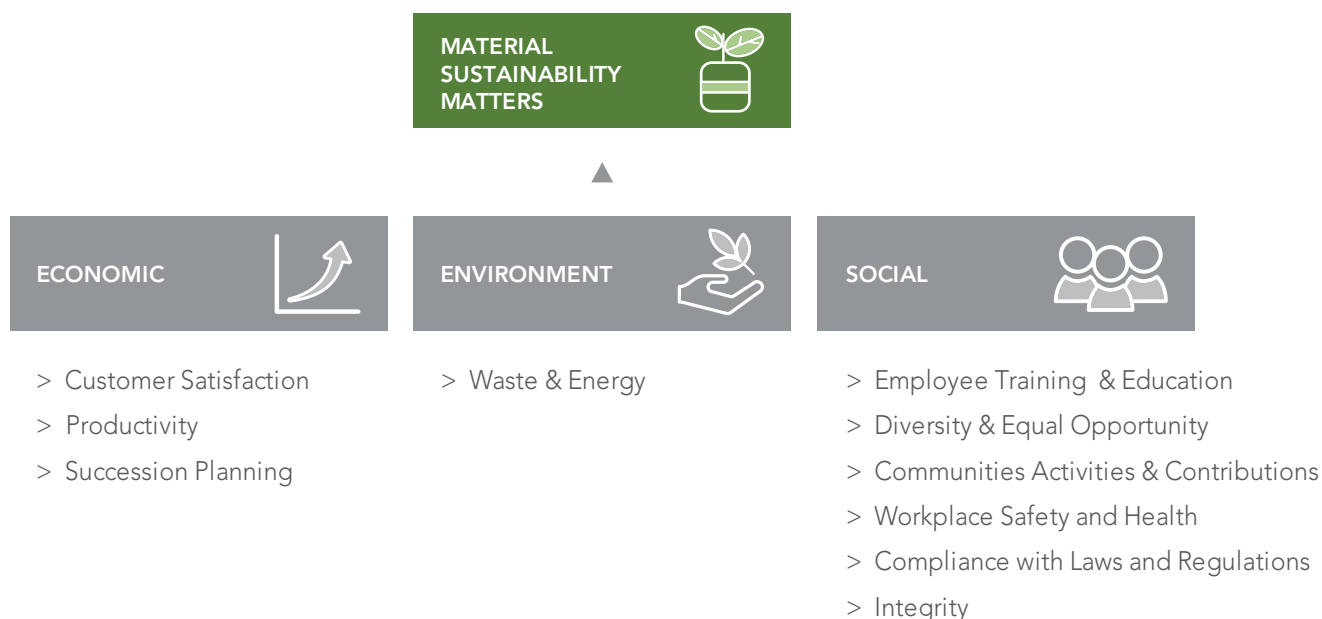 MATERIAL
SUSTAINABILITY
MATTERS
ECONOMIC
> Customer Satisfaction
> Productivity
> Succession Planning
ENVIRONMENT
> Waste & Energy
SOCIAL
> Employee Training & Education
> Diversity & Equal Opportunity
> Communities Activities & Contributions
> Workplace Safety and Health
> Compliance with Laws and Regulations
> Integrity